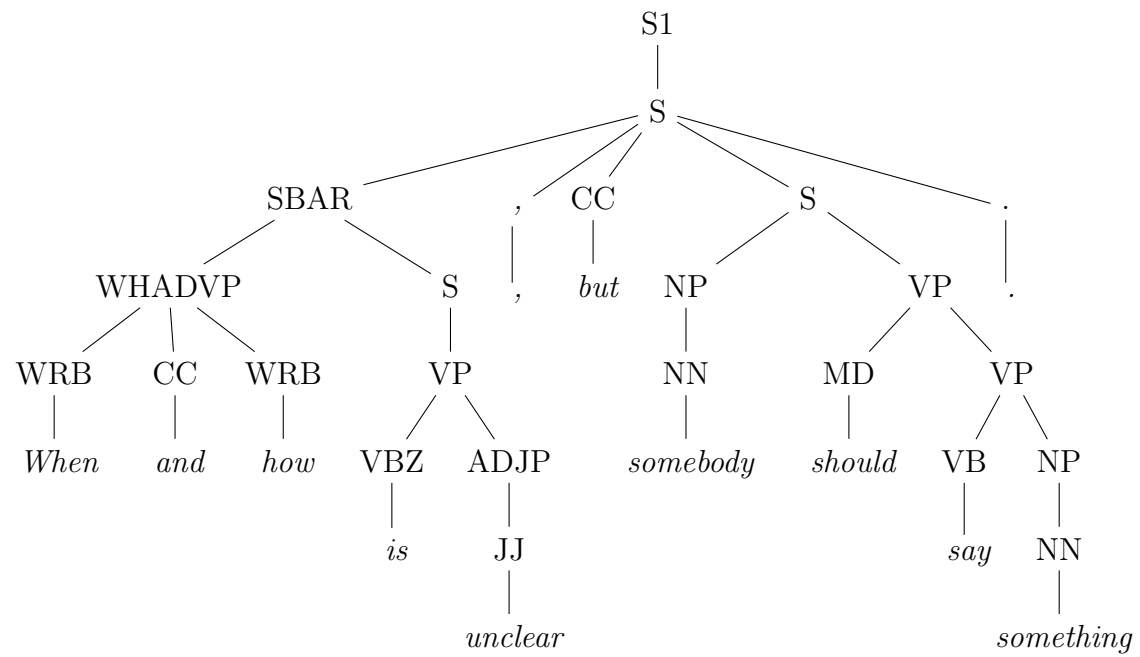 S1
S
SBAR , CC S .
WHADVP S , but NP VP .
WRB CC WRB VP NN MD VP
When and how VBZ ADJP somebody should VB NP
is JJ say NN
unclear something